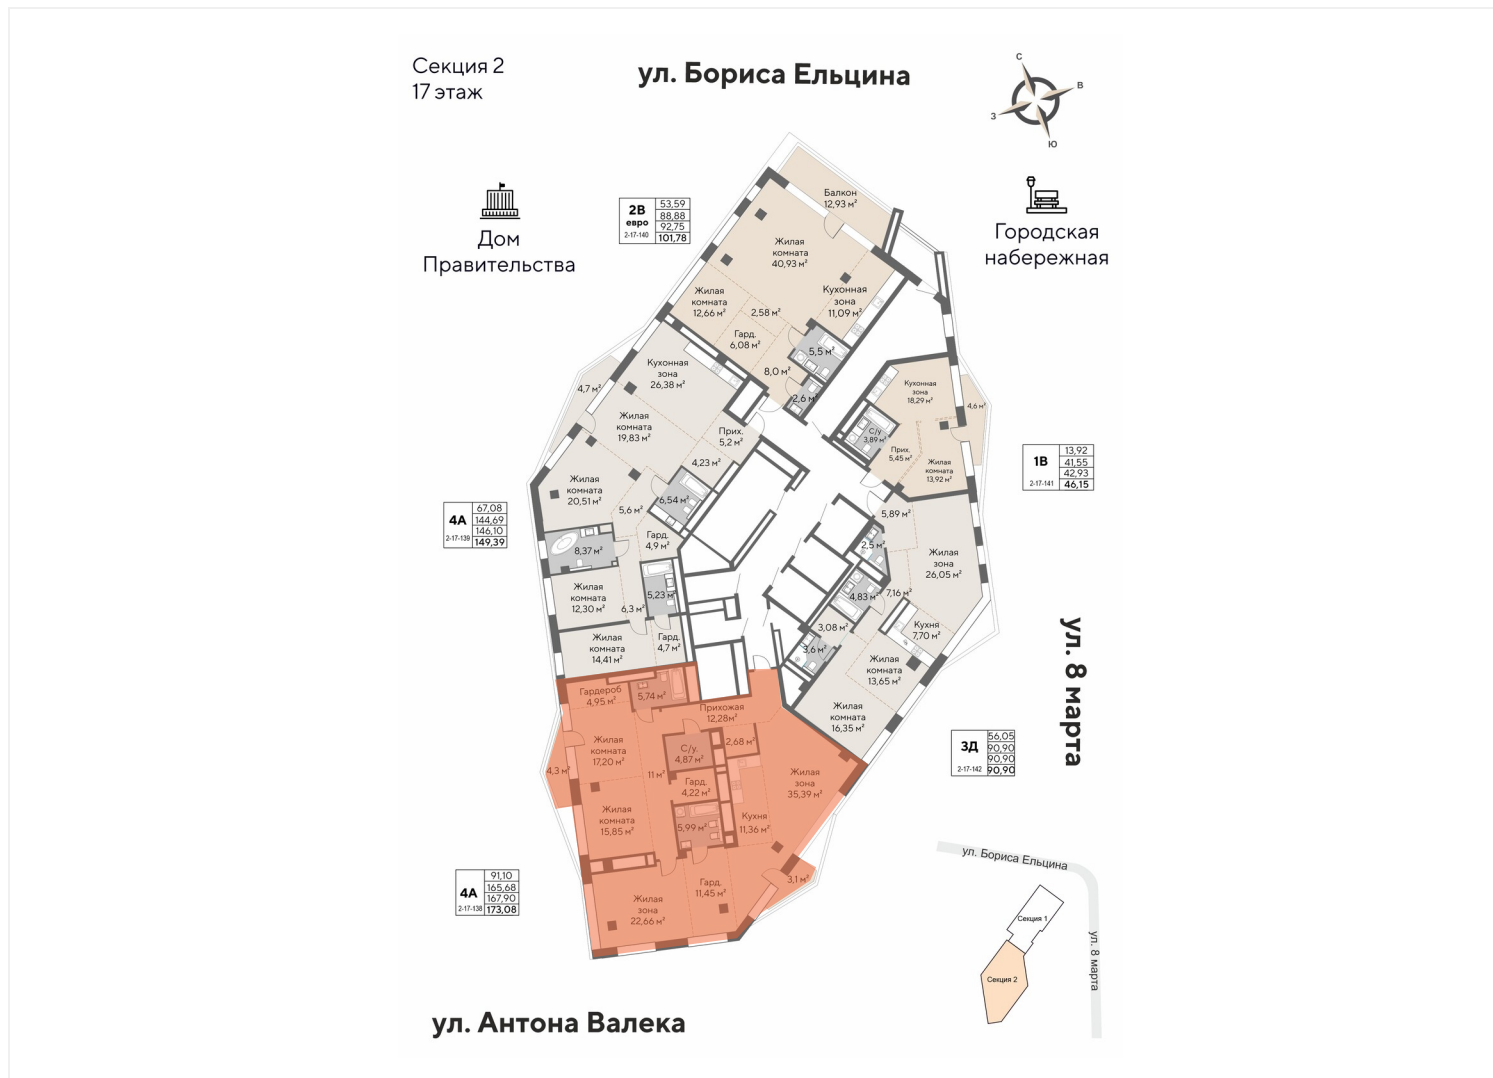 Секция 2
17 этаж
ул. Бориса Ельцина
С
В
З
Ю
Дом
Правительства
Городская
набережная
2В
евро
2-17-140
53,59
88,88
92,75
101,78
Балкон
12,93 м²
Жилая
комната
40,93 м²
Жилая
комната
12,66 м²
2,58 м²
Кухонная
зона
11,09 м²
Гард.
6,08 м²
5,5 м²
8,0 м²
2,6 м²
Кухонная
зона
26,38 м²
4,7 м²
Жилая
комната
19,83 м²
Прих.
5,2 м²
4,23 м²
Жилая
комната
20,51 м²
6,54 м²
5,6 м²
Гард.
4,9 м²
8,37 м²
Жилая
комната
12,30 м²
5,23 м²
6,3 м²
Жилая
комната
14,41 м²
Гард.
4,7 м²
4А
2-17-139
67,08
144,69
146,10
149,39
Кухонная
зона
18,29 м²
4,6 м²
С/у
3,89 м²
Прих.
5,45 м²
Жилая
комната
13,92 м²
1В
2-17-141
13,92
41,55
42,93
46,15
5,89 м²
2,5 м²
Жилая
зона
26,05 м²
4,83 м²
7,16 м²
Кухня
7,70 м²
3,08 м²
3,6 м²
Жилая
комната
13,65 м²
Жилая
комната
16,35 м²
ул. 8 марта
3Д
2-17-142
56,05
90,90
90,90
90,90
Гардероб
4,95 м²
5,74 м²
Прихожая
12,28м²
Жилая
комната
17,20 м²
С/у.
4,87 м²
2,68 м²
4,3 м²
11 м²
Гард.
4,22 м²
Жилая
зона
35,39 м²
Жилая
комната
15,85 м²
5,99 м²
Кухня
11,36 м²
Гард.
11,45 м²
3,1 м²
Жилая
зона
22,66 м²
4А
2-17-138
91,10
165,68
167,90
173,08
ул. Бориса Ельцина
Секция 1
Секция 2
ул. 8 марта
ул. Антона Валека